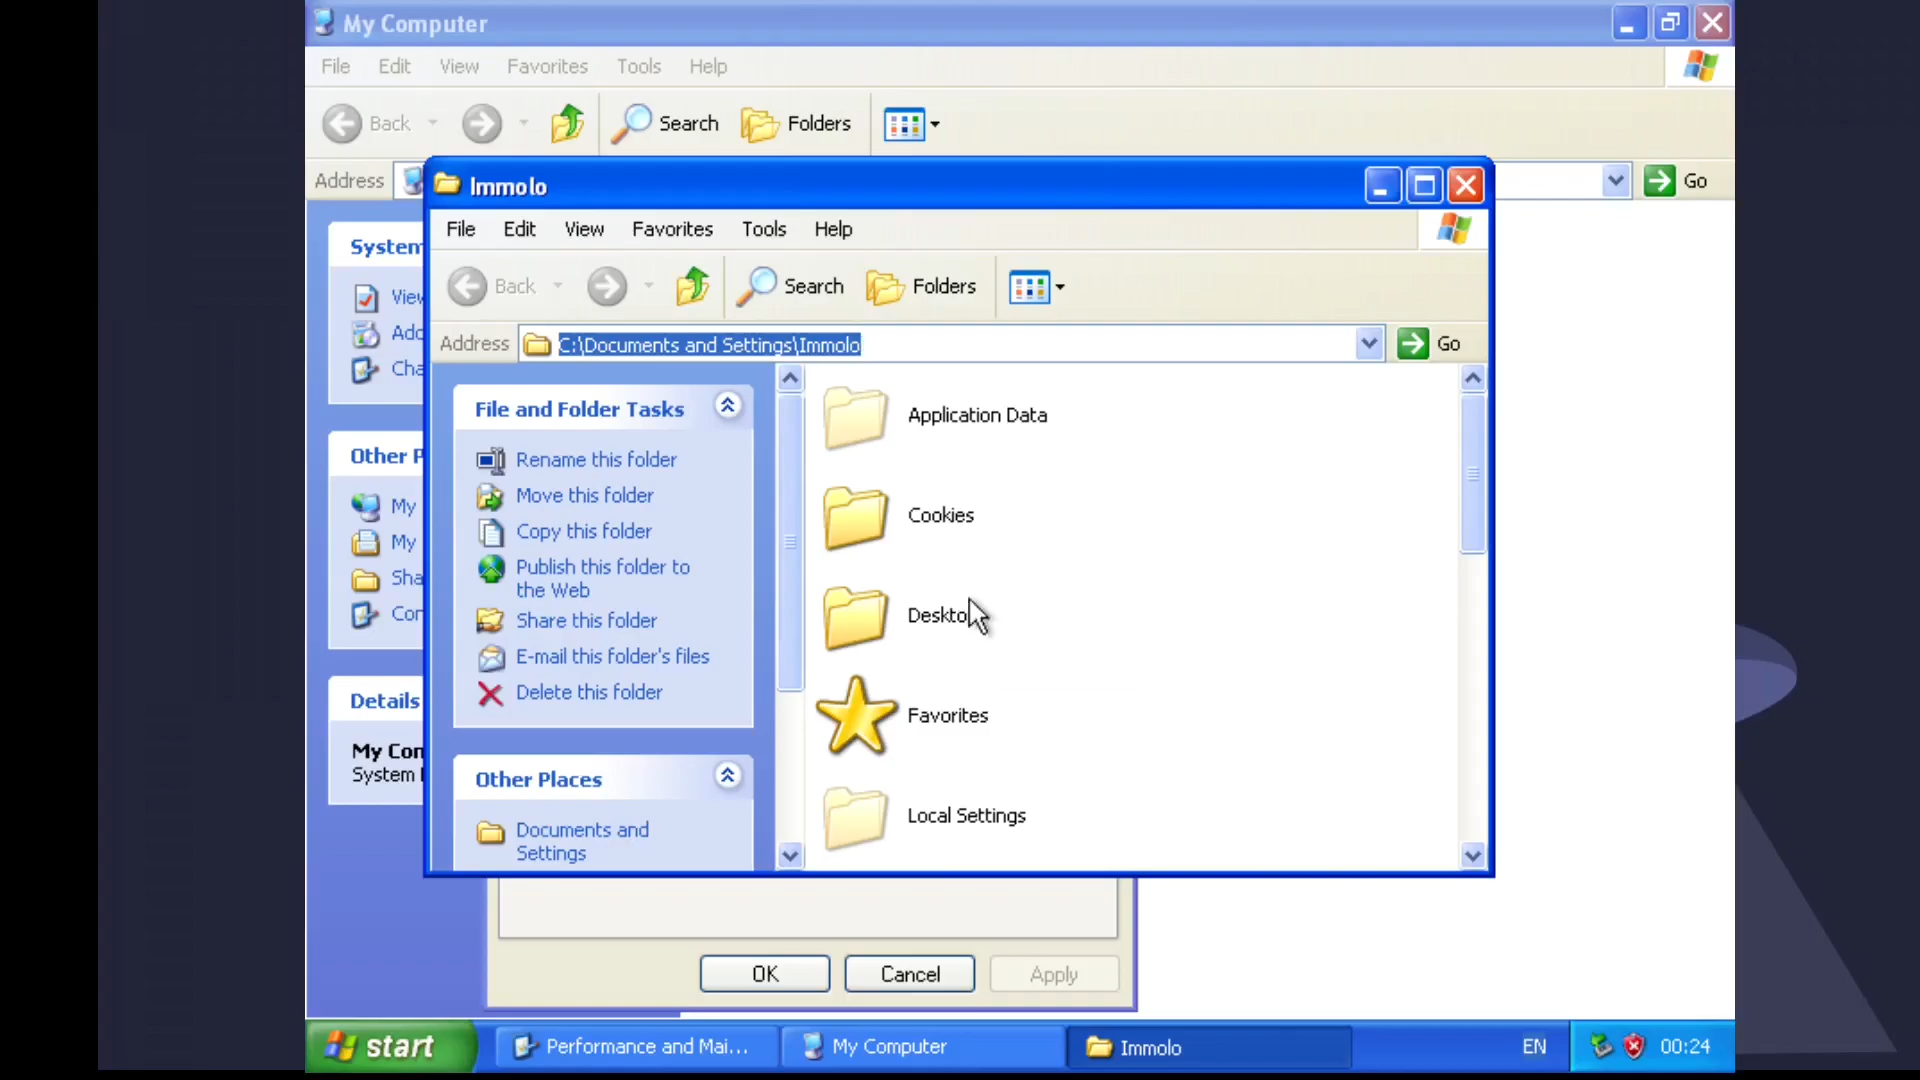 My Computer
File Edit View Favorites Tools Help
Back Search Folders
Address Go
Immolo
File Edit View Favorites Tools Help
Back Search Folders
Address C:\Documents and Settings\Immolo Go
System
View
Add
Cha
Other P
My
My
Sha
Con
Details
My Com
System
File and Folder Tasks
Rename this folder
Move this folder
Copy this folder
Publish this folder to
the Web
Share this folder
E-mail this folder's files
Delete this folder
Other Places
Documents and
Settings
Application Data
Cookies
Deskto
Favorites
Local Settings
OK Cancel Apply
start Performance and Mai... My Computer Immolo EN 00:24